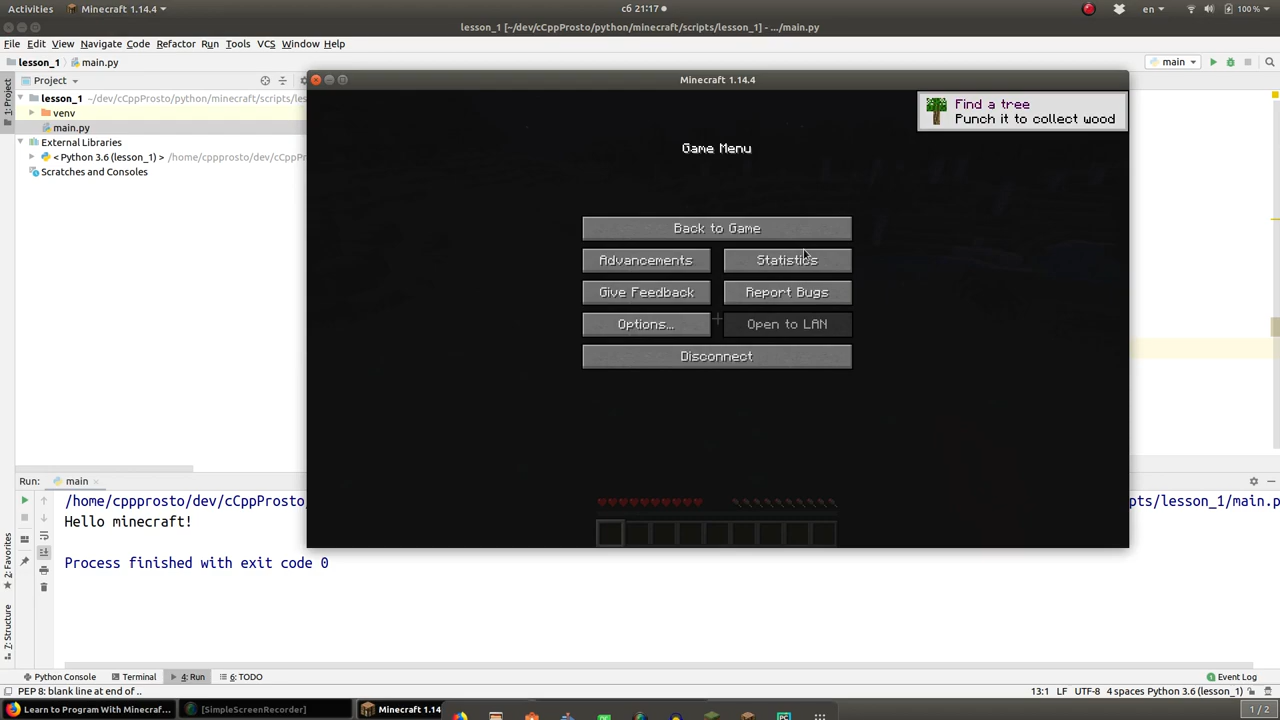 Activities
Minecraft 1.14.4
сб 21:17
en
100 %
lesson_1 [~/dev/cCppProsto/python/minecraft/scripts/lesson_1] - .../main.py
File Edit View Navigate Code Refactor Run Tools VCS Window Help
lesson_1
main.py
main
Project
1: Project
lesson_1 ~/dev/cCppProsto/python/minecraft/scripts/les
venv
main.py
External Libraries
< Python 3.6 (lesson_1) > /home/cppprosto/dev/cCppPr
Scratches and Consoles
Minecraft 1.14.4
Find a tree
Punch it to collect wood
Game Menu
Back to Game
Advancements
Statistics
Give Feedback
Report Bugs
Options...
Open to LAN
Disconnect
Run: main
/home/cppprosto/dev/cCppProsto
pts/lesson_1/main.p
Hello minecraft!
Process finished with exit code 0
2: Favorites
7: Structure
Python Console
Terminal
4: Run
6: TODO
Event Log
PEP 8: blank line at end of ..
13:1 LF UTF-8 4 spaces Python 3.6 (lesson_1)
Learn to Program With Minecraf...
[SimpleScreenRecorder]
Minecraft 1.14
1 / 2